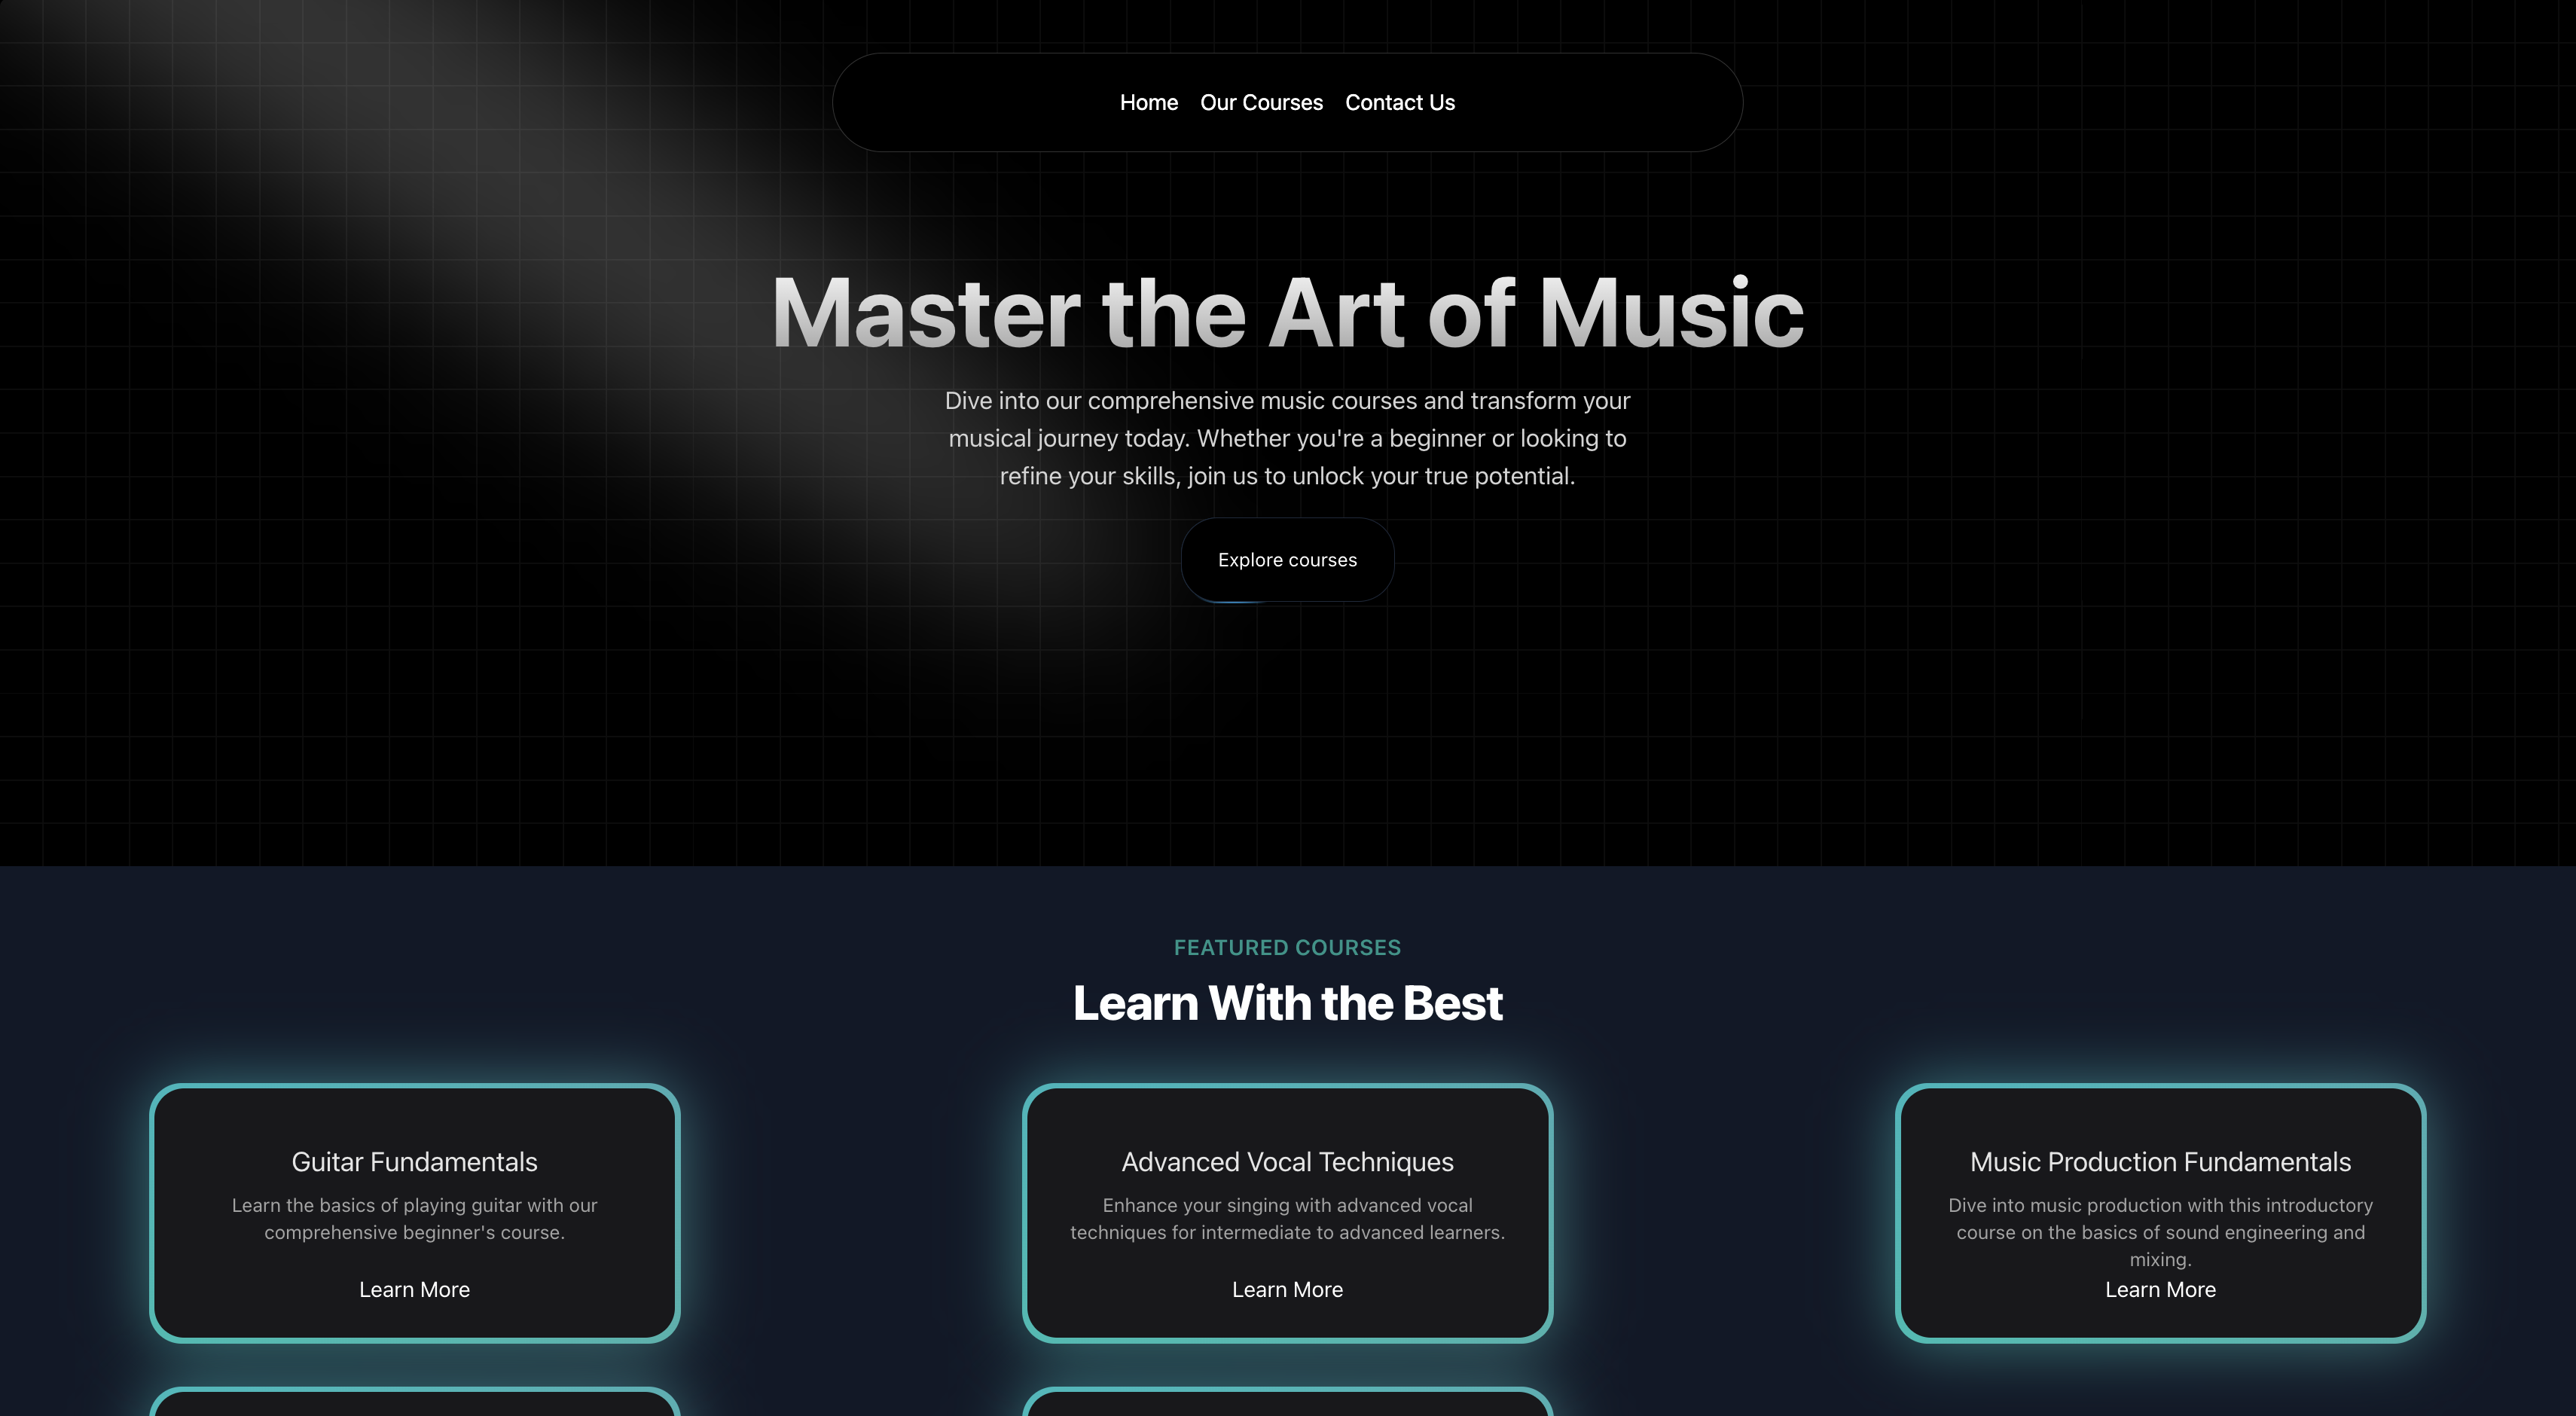 Home Our Courses Contact Us
Master the Art of Music
Dive into our comprehensive music courses and transform your
musical journey today. Whether you're a beginner or looking to
refine your skills, join us to unlock your true potential.
Explore courses
FEATURED COURSES
Learn With the Best
Guitar Fundamentals
Learn the basics of playing guitar with our
comprehensive beginner's course.
Learn More
Advanced Vocal Techniques
Enhance your singing with advanced vocal
techniques for intermediate to advanced learners.
Learn More
Music Production Fundamentals
Dive into music production with this introductory
course on the basics of sound engineering and
mixing.
Learn More